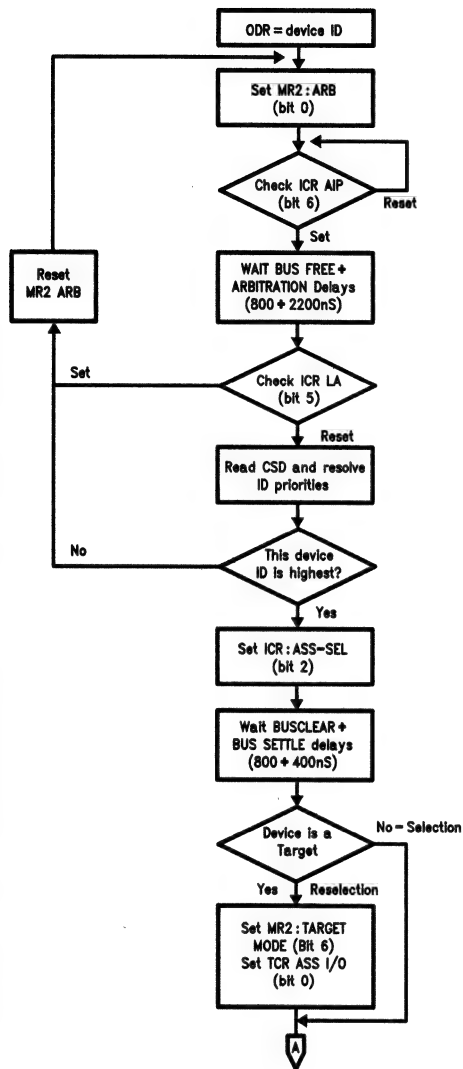 ODR = device ID
Set MR2 : ARB
(bit 0)
Check ICR AIP
(bit 6)
Reset
Set
Reset
MR2 ARB
WAIT BUS FREE +
ARBITRATION Delays
(800 + 2200nS)
Set
Check ICR LA
(bit 5)
Reset
Read CSD and resolve
ID priorities
No
This device
ID is highest?
Yes
Set ICR : ASS-SEL
(bit 2)
Wait BUSCLEAR +
BUS SETTLE delays
(800 + 400nS)
Device is a
Target
No - Selection
Yes Reselection
Set MR2 : TARGET
MODE (Bit 6)
Set TCR ASS I/O
(bit 0)
A